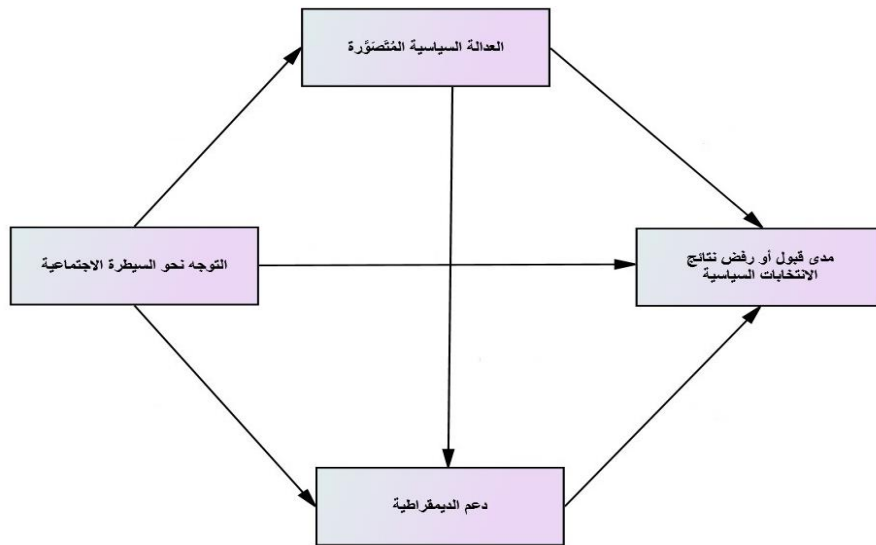 العدالة السياسية المُتَصَوَّرة
التوجه نحو السيطرة الاجتماعية
مدى قبول أو رفض نتائج
الانتخابات السياسية
دعم الديمقراطية